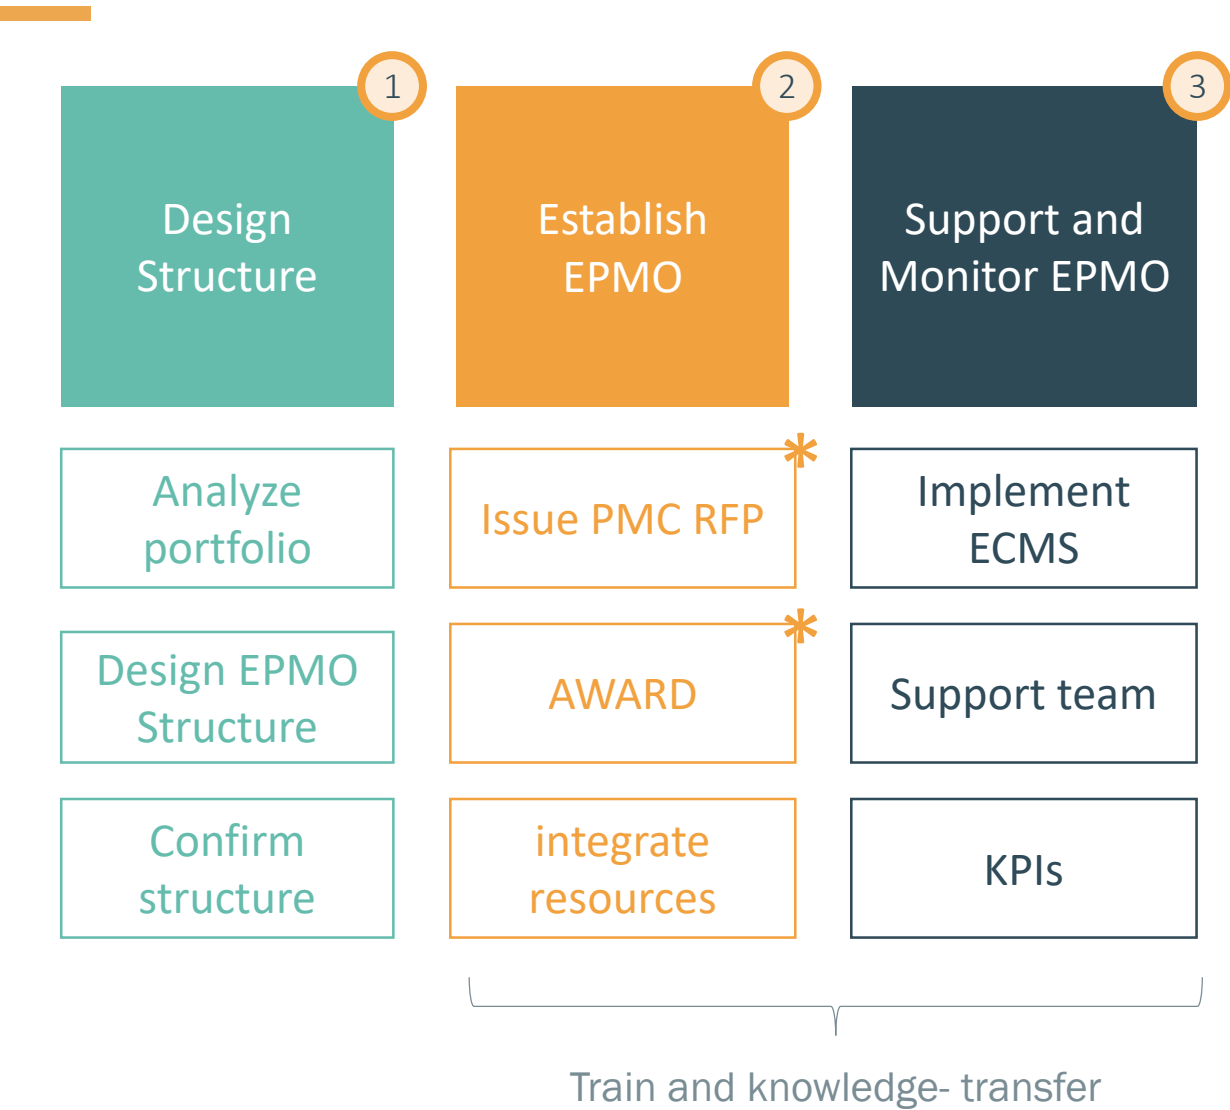 1
Design
Structure
2
Establish
EPMO
3
Support and
Monitor EPMO
Analyze
portfolio
Design EPMO
Structure
Confirm
structure
*
Issue PMC RFP
*
AWARD
integrate
resources
Implement
ECMS
Support team
KPIs
Train and knowledge- transfer